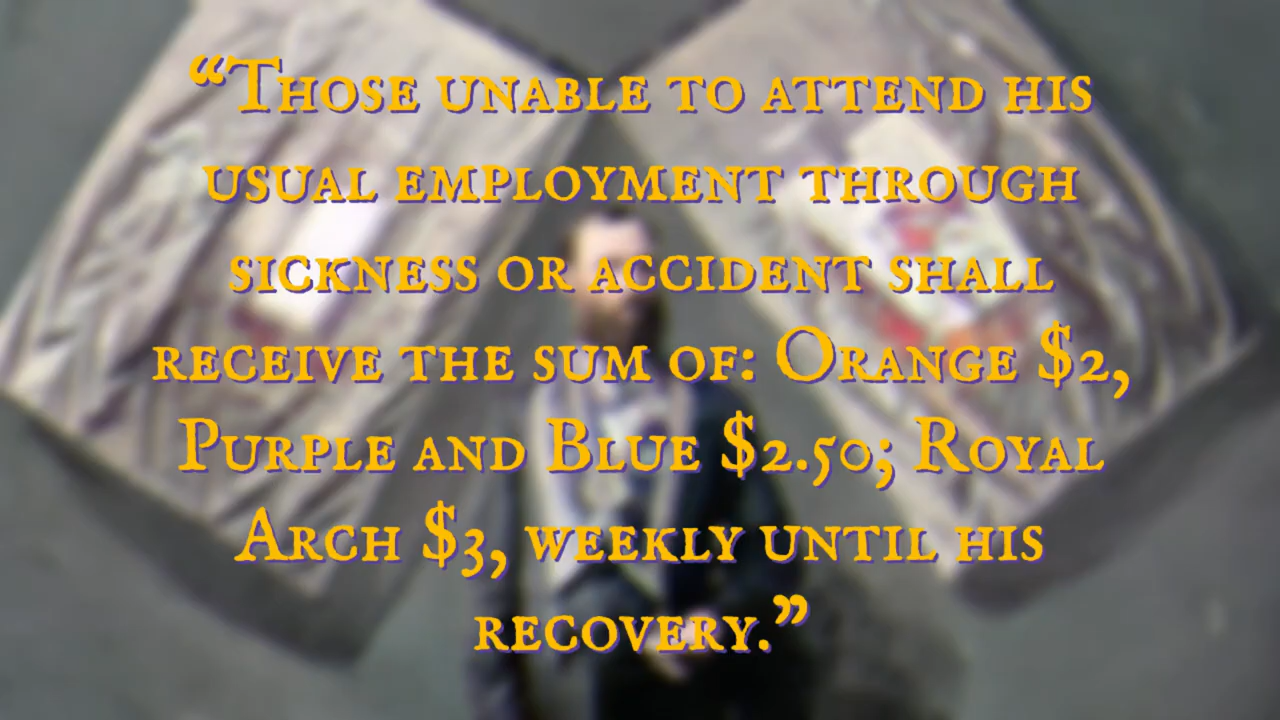 “Those unable to attend his
usual employment through
sickness or accident shall
receive the sum of: Orange $2,
Purple and Blue $2.50; Royal
Arch $3, weekly until his
recovery.”